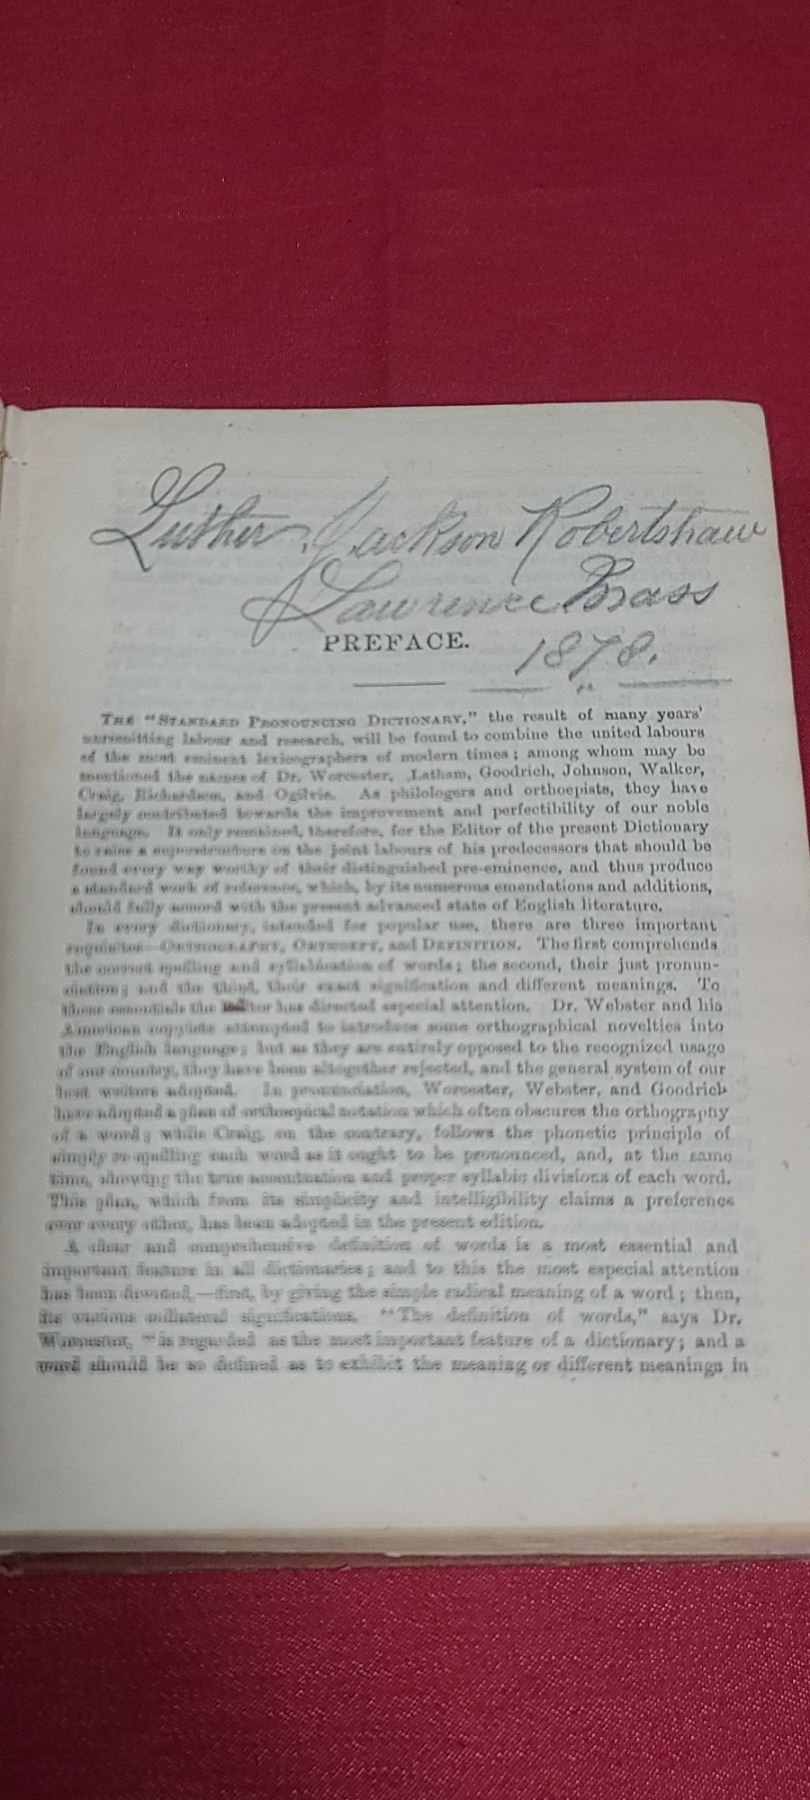 Luther Jackson Robertshaw
Lawrence Mass
1878.
PREFACE.
THE "STANDARD PRONOUNCING DICTIONARY," the result of many years'
unremitting labour and research, will be found to combine the united labours
of the most eminent lexicographers of modern times; among whom may be
mentioned the names of Dr. Worcester, Latham, Goodrich, Johnson, Walker,
Craig, Richardson, and Ogilvie. As philologers and orthoepists, they have
largely contributed towards the improvement and perfectibility of our noble
language. It only remained, therefore, for the Editor of the present Dictionary
to raise a superstructure on the joint labours of his predecessors that should be
found every way worthy of their distinguished pre-eminence, and thus produce
a standard work of reference, which, by its numerous emendations and additions,
should fully accord with the present advanced state of English literature.
In every dictionary, intended for popular use, there are three important
requisites—ORTHOGRAPHY, ORTHOEPY, and DEFINITION. The first comprehends
the correct spelling and syllabication of words; the second, their just pronun-
ciation; and the third, their exact signification and different meanings. To
these essentials the Editor has directed especial attention. Dr. Webster and his
American copyists attempted to introduce some orthographical novelties into
the English language; but as they are entirely opposed to the recognized usage
of our country, they have been altogether rejected, and the general system of our
best writers adopted. In pronunciation, Worcester, Webster, and Goodrich
have adopted a plan of orthoepical notation which often obscures the orthography
of a word; while Craig, on the contrary, follows the phonetic principle of
simply re-spelling each word as it ought to be pronounced, and, at the same
time, showing the true accentuation and proper syllabic divisions of each word.
This plan, which from its simplicity and intelligibility claims a preference
over every other, has been adopted in the present edition.
A clear and comprehensive definition of words is a most essential and
important feature in all dictionaries; and to this the most especial attention
has been devoted,—first, by giving the simple radical meaning of a word; then,
its various collateral significations. "The definition of words," says Dr.
Worcester, "is regarded as the most important feature of a dictionary; and a
word should be so defined as to exhibit the meaning or different meanings in